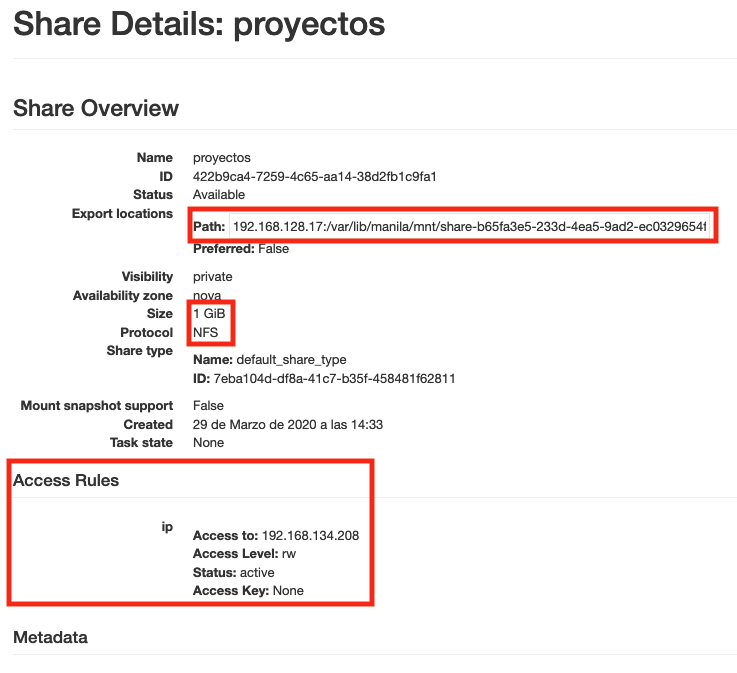 Share Details: proyectos
Share Overview
Name proyectos
ID 422b9ca4-7259-4c65-aa14-38d2fb1c9fa1
Status Available
Export locations
Path: 192.168.128.17:/var/lib/manila/mnt/share-b65fa3e5-233d-4ea5-9ad2-ec0329654f
Preferred: False
Visibility private
Availability zone nova
Size 1 GiB
Protocol NFS
Share type
Name: default_share_type
ID: 7eba104d-df8a-41c7-b35f-458481f62811
Mount snapshot support False
Created 29 de Marzo de 2020 a las 14:33
Task state None
Access Rules
ip
Access to: 192.168.134.208
Access Level: rw
Status: active
Access Key: None
Metadata